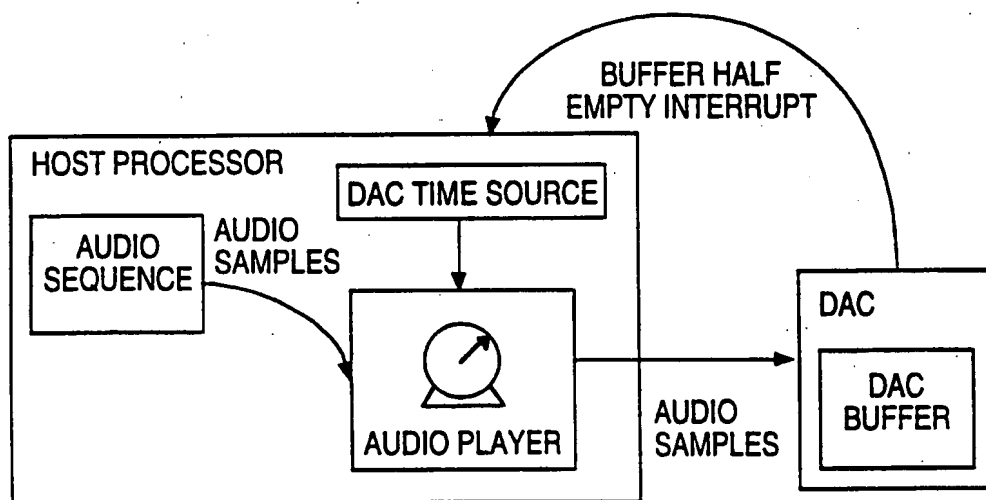 BUFFER HALF
EMPTY INTERRUPT
HOST PROCESSOR
DAC TIME SOURCE
AUDIO
SEQUENCE
AUDIO
SAMPLES
AUDIO PLAYER
AUDIO
SAMPLES
DAC
DAC
BUFFER